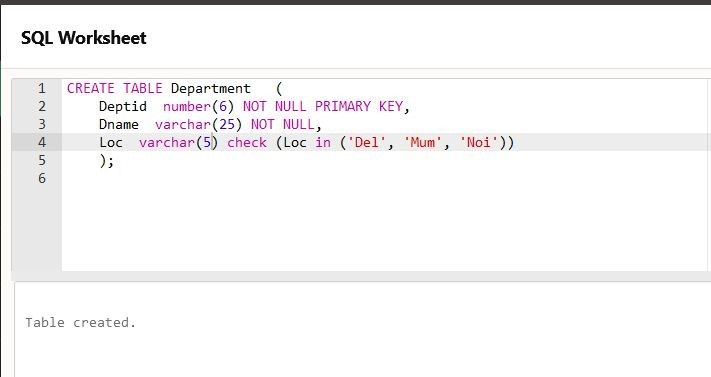 SQL Worksheet
1 CREATE TABLE Department (
2 Deptid number(6) NOT NULL PRIMARY KEY,
3 Dname varchar(25) NOT NULL,
4 Loc varchar(5) check (Loc in ('Del', 'Mum', 'Noi'))
5 );
6
Table created.